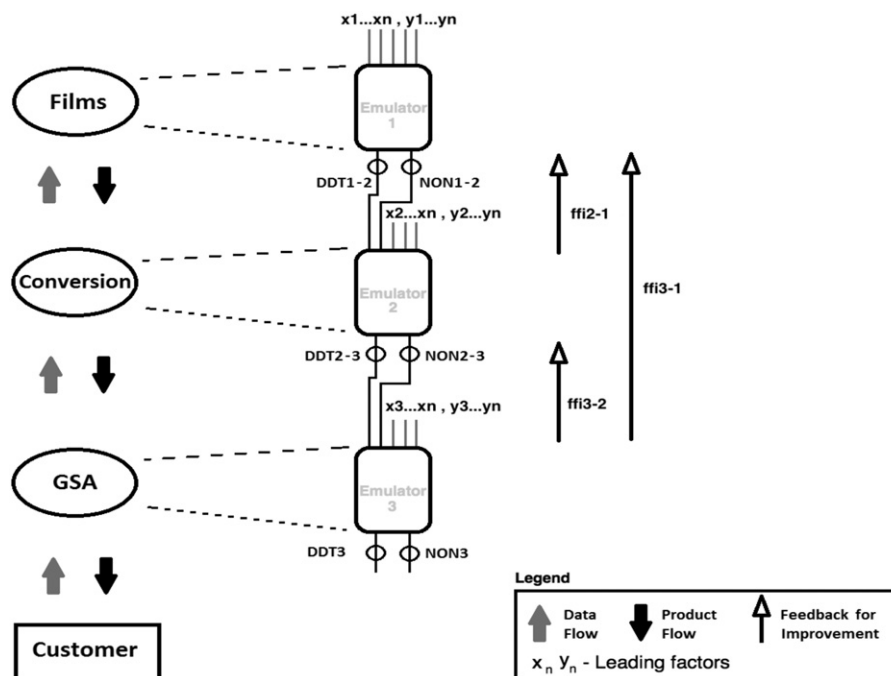 x1...xn , y1...yn
Films
Emulator
1
DDT1-2
NON1-2
x2...xn , y2...yn
ffi2-1
ffi3-1
Conversion
Emulator
2
DDT2-3
NON2-3
x3...xn , y3...yn
ffi3-2
GSA
Emulator
3
DDT3
NON3
Customer
Legend
Data
Flow
Product
Flow
Feedback for
Improvement
xn yn - Leading factors